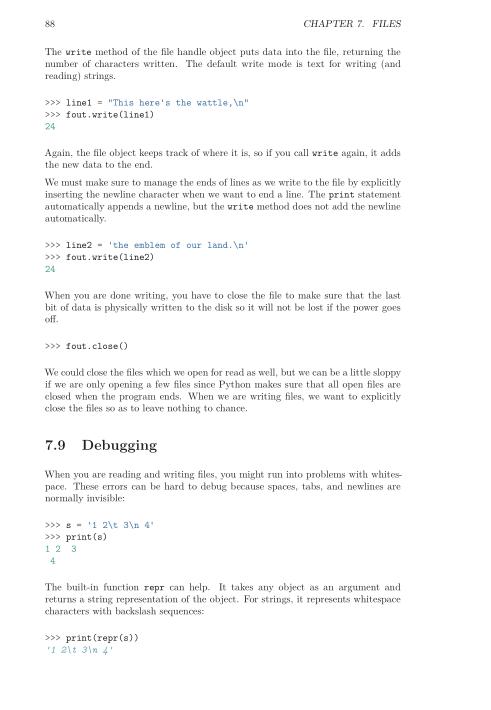 88 CHAPTER 7. FILES
The write method of the file handle object puts data into the file, returning the
number of characters written. The default write mode is text for writing (and
reading) strings.
>>> line1 = "This here's the wattle,\n"
>>> fout.write(line1)
24
Again, the file object keeps track of where it is, so if you call write again, it adds
the new data to the end.
We must make sure to manage the ends of lines as we write to the file by explicitly
inserting the newline character when we want to end a line. The print statement
automatically appends a newline, but the write method does not add the newline
automatically.
>>> line2 = 'the emblem of our land.\n'
>>> fout.write(line2)
24
When you are done writing, you have to close the file to make sure that the last
bit of data is physically written to the disk so it will not be lost if the power goes
off.
>>> fout.close()
We could close the files which we open for read as well, but we can be a little sloppy
if we are only opening a few files since Python makes sure that all open files are
closed when the program ends. When we are writing files, we want to explicitly
close the files so as to leave nothing to chance.
7.9 Debugging
When you are reading and writing files, you might run into problems with whites-
pace. These errors can be hard to debug because spaces, tabs, and newlines are
normally invisible:
>>> s = '1 2\t 3\n 4'
>>> print(s)
1 2  3
 4
The built-in function repr can help. It takes any object as an argument and
returns a string representation of the object. For strings, it represents whitespace
characters with backslash sequences:
>>> print(repr(s))
'1 2\t 3\n 4'